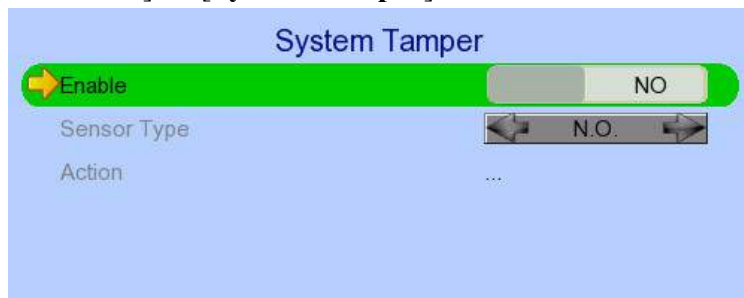 System Tamper
Enable NO
Sensor Type N.O.
Action ...